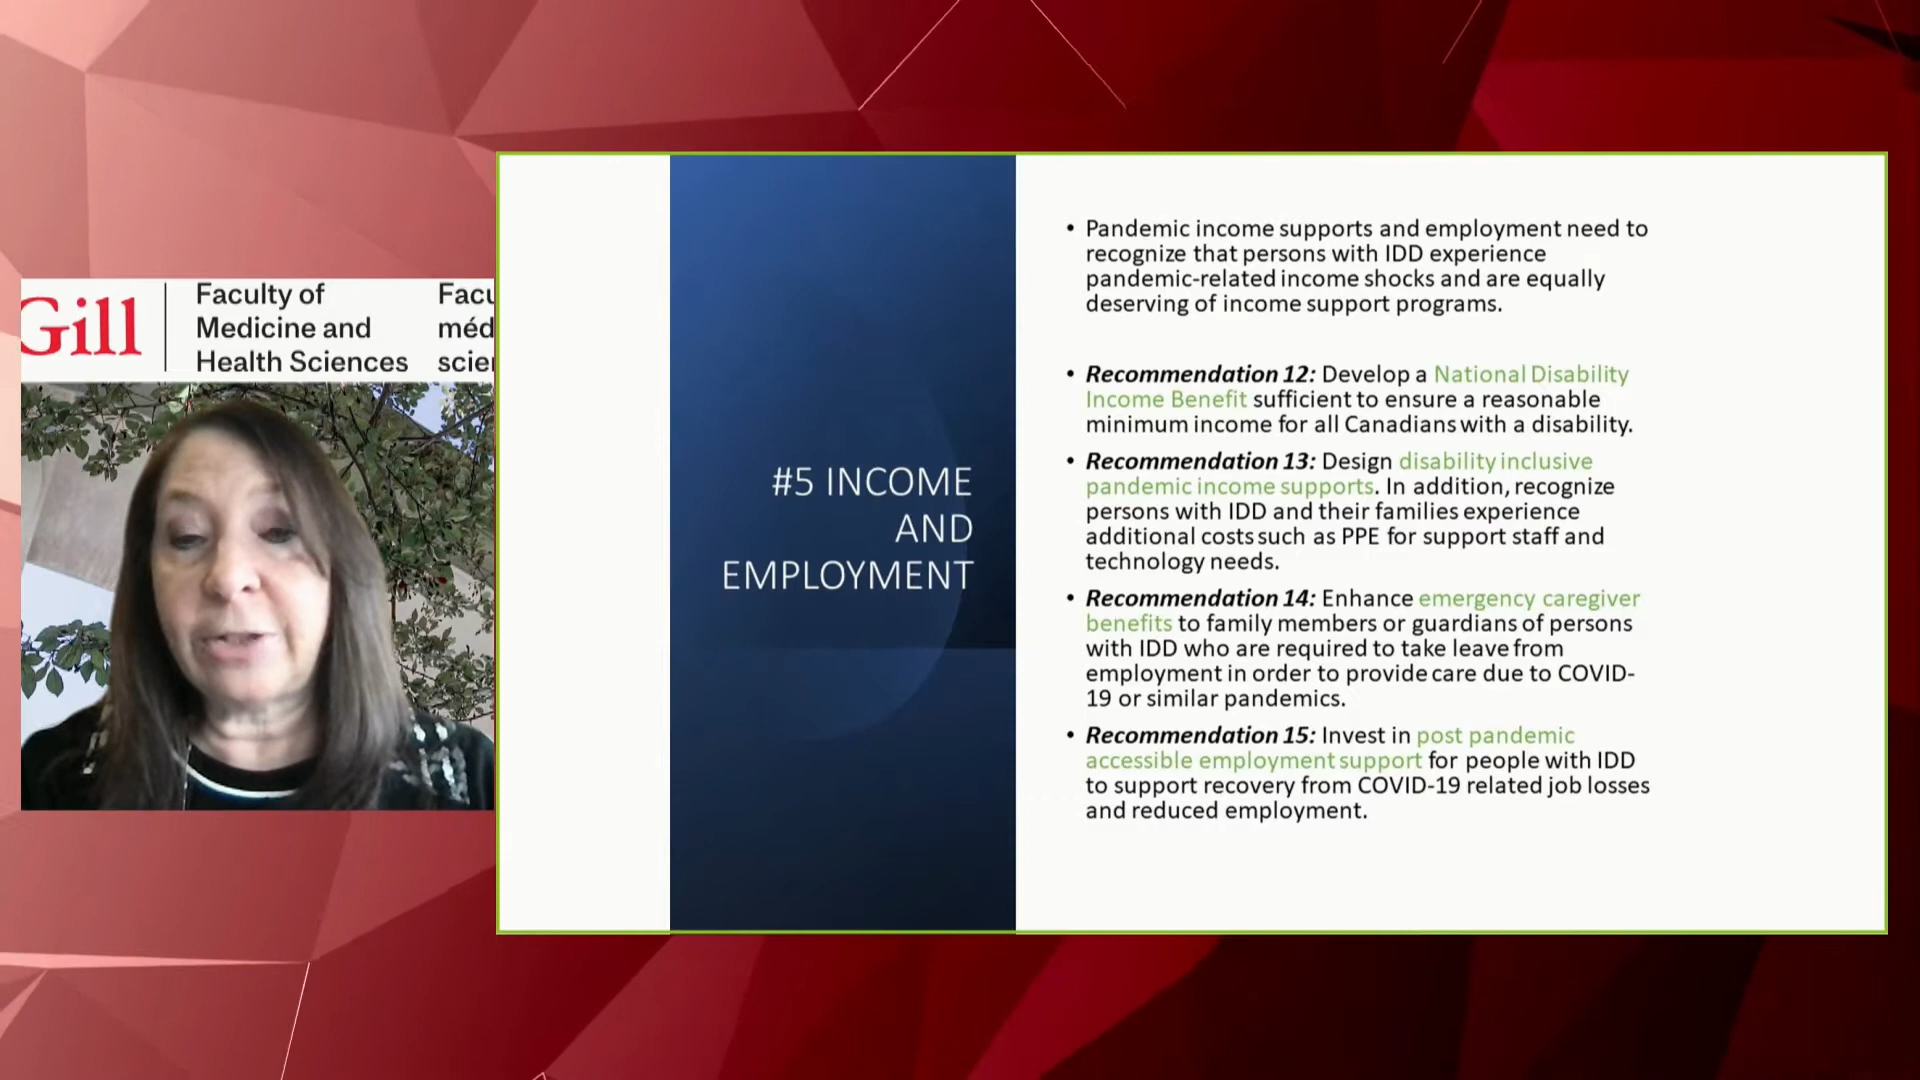 Gill
Faculty of
Medicine and
Health Sciences
#5 INCOME
AND
EMPLOYMENT
• Pandemic income supports and employment need to
recognize that persons with IDD experience
pandemic-related income shocks and are equally
deserving of income support programs.
• Recommendation 12: Develop a National Disability
Income Benefit sufficient to ensure a reasonable
minimum income for all Canadians with a disability.
• Recommendation 13: Design disability inclusive
pandemic income supports. In addition, recognize
persons with IDD and their families experience
additional costs such as PPE for support staff and
technology needs.
• Recommendation 14: Enhance emergency caregiver
benefits to family members or guardians of persons
with IDD who are required to take leave from
employment in order to provide care due to COVID-
19 or similar pandemics.
• Recommendation 15: Invest in post pandemic
accessible employment support for people with IDD
to support recovery from COVID-19 related job losses
and reduced employment.